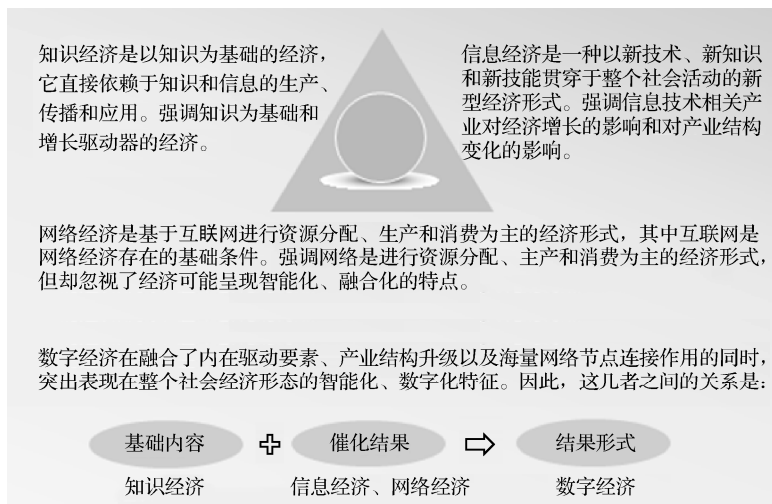 知识经济是以知识为基础的经济，
它直接依赖于知识和信息的生产、
传播和应用。强调知识为基础和
增长驱动器的经济。
信息经济是一种以新技术、新知识
和新技能贯穿于整个社会活动的新
型经济形式。强调信息技术相关产
业对经济增长的影响和对产业结构
变化的影响。
网络经济是基于互联网进行资源分配、生产和消费为主的经济形式，其中互联网是
网络经济存在的基础条件。强调网络是进行资源分配、主产和消费为主的经济形式，
但却忽视了经济可能呈现智能化、融合化的特点。
数字经济在融合了内在驱动要素、产业结构升级以及海量网络节点连接作用的同时，
突出表现在整个社会经济形态的智能化、数字化特征。因此，这几者之间的关系是：
基础内容
催化结果
结果形式
知识经济
信息经济、网络经济
数字经济